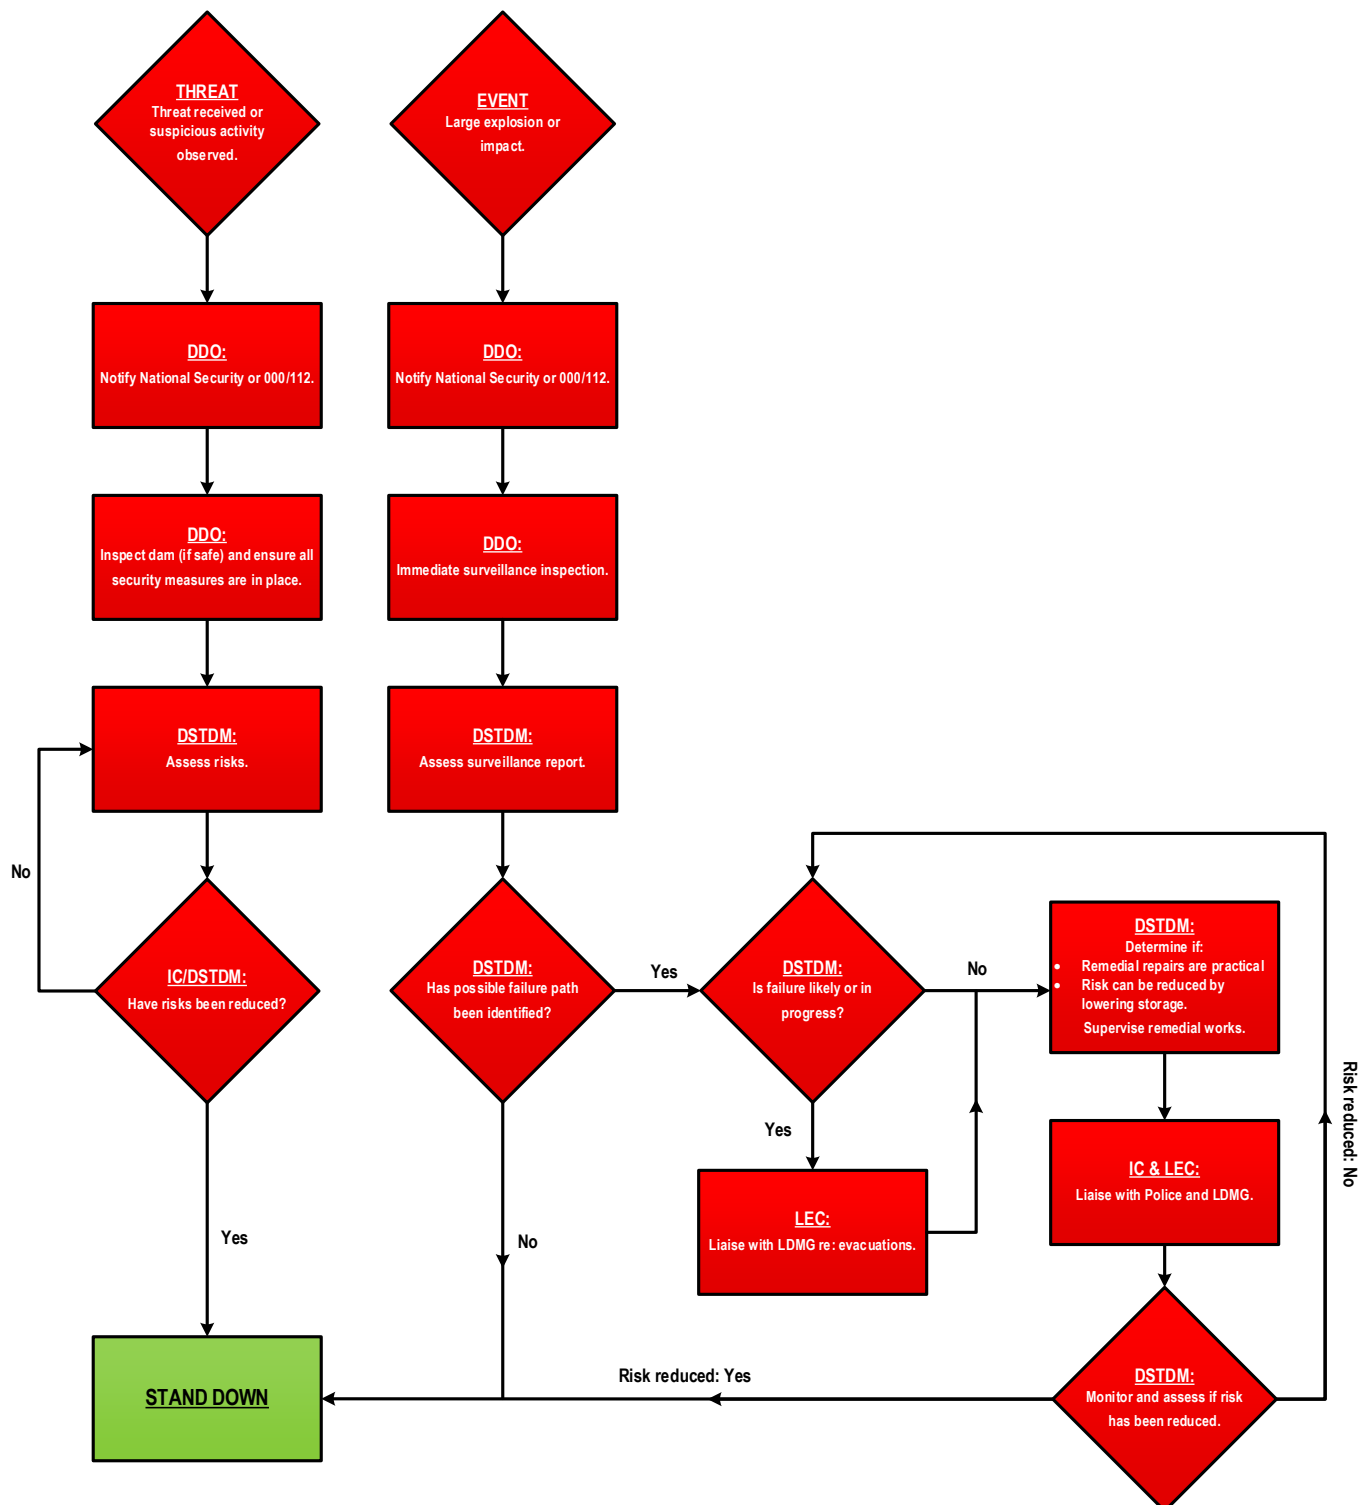 THREAT
Threat received or
suspicious activity
observed.
EVENT
Large explosion or
impact.
DDO:
Notify National Security or 000/112.
DDO:
Notify National Security or 000/112.
DDO:
Inspect dam (if safe) and ensure all
security measures are in place.
DDO:
Immediate surveillance inspection.
DSTDM:
Assess risks.
DSTDM:
Assess surveillance report.
No
IC/DSTDM:
Have risks been reduced?
DSTDM:
Has possible failure path
been identified?
Yes
DSTDM:
Is failure likely or in
progress?
No
DSTDM:
Determine if:
• Remedial repairs are practical
• Risk can be reduced by
lowering storage.
Supervise remedial works.
Risk reduced: No
Yes
LEC:
Liaise with LDMG re: evacuations.
IC & LEC:
Liaise with Police and LDMG.
Yes
No
STAND DOWN
Risk reduced: Yes
DSTDM:
Monitor and assess if risk
has been reduced.